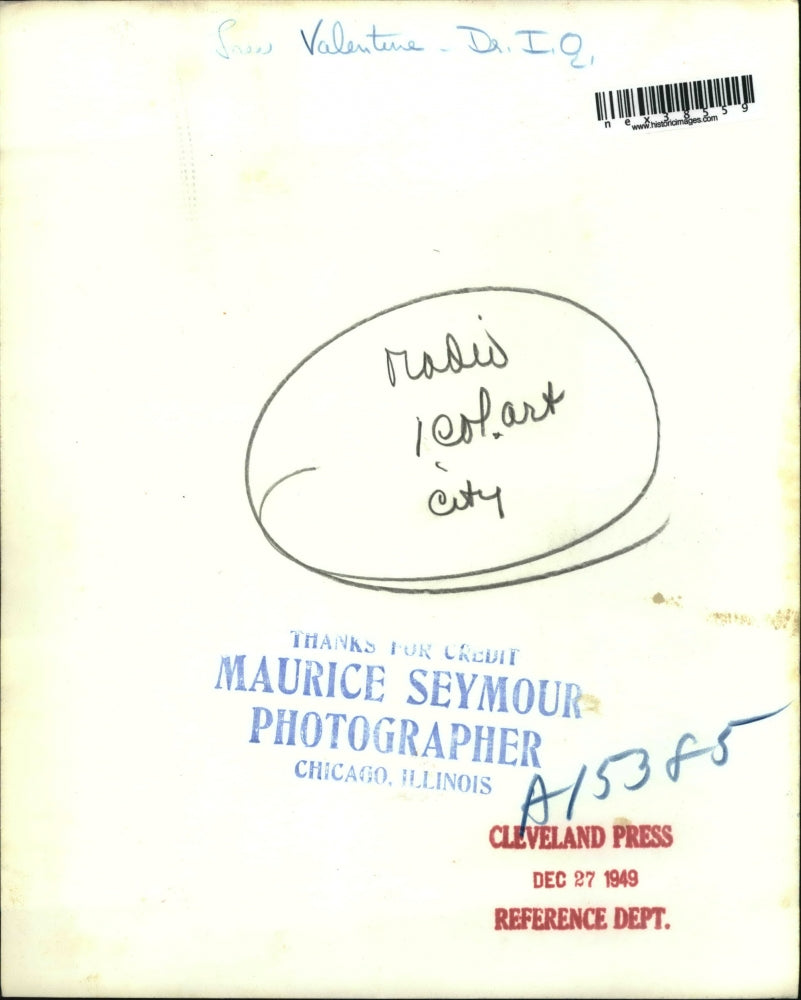 Lew Valentine - Dr. I.Q.
nex38559
www.historicimages.com
Radio
1 col. art
city
THANKS FOR CREDIT
MAURICE SEYMOUR
PHOTOGRAPHER
CHICAGO, ILLINOIS
A15385
CLEVELAND PRESS
DEC 27 1949
REFERENCE DEPT.